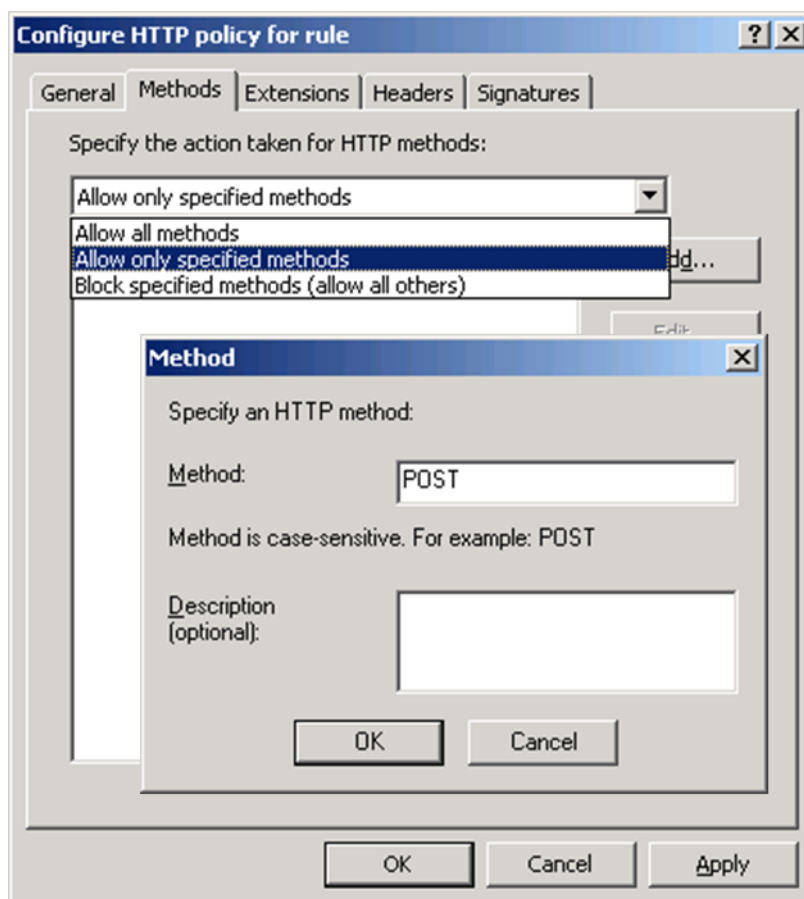 Configure HTTP policy for rule
General Methods Extensions Headers Signatures
Specify the action taken for HTTP methods:
Allow only specified methods
Allow all methods
Allow only specified methods
Block specified methods (allow all others)
dd...
Edit...
Method
Specify an HTTP method:
Method:
POST
Method is case-sensitive. For example: POST
Description
(optional):
OK Cancel
OK Cancel Apply